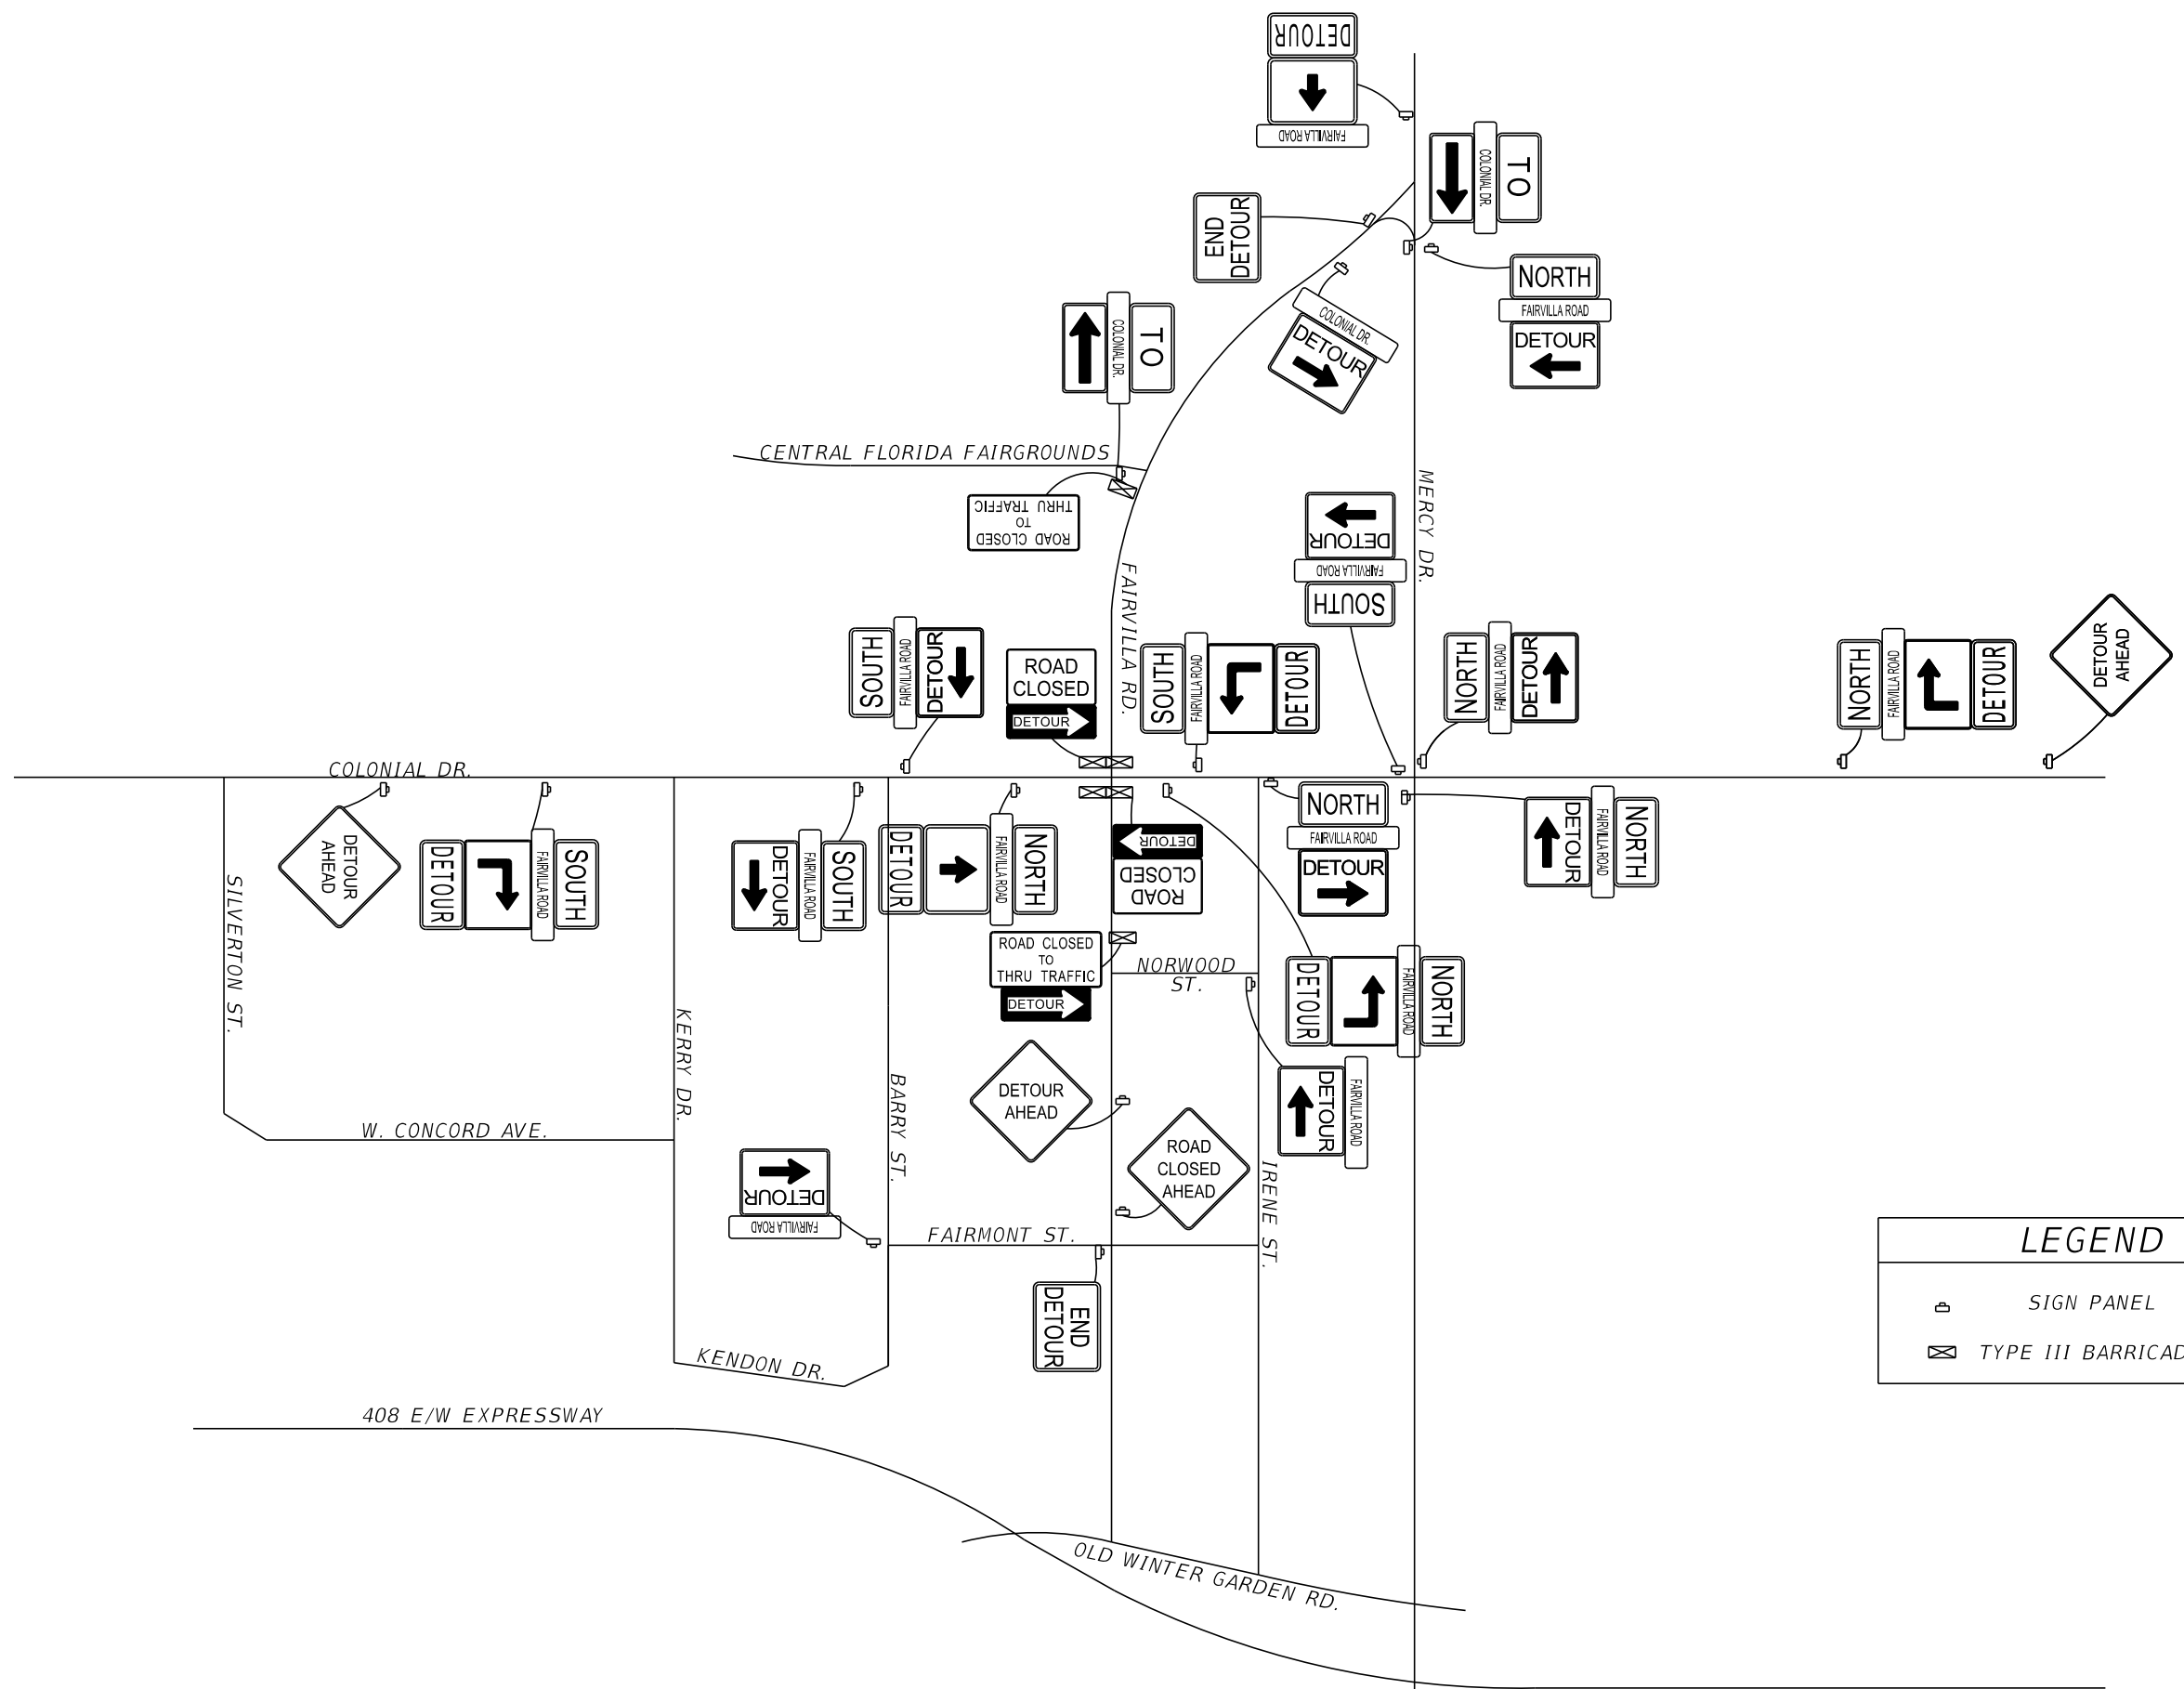 DETOUR
FAIRVILLA ROAD
TO
COLONIAL DR.
END
DETOUR
NORTH
FAIRVILLA ROAD
DETOUR
COLONIAL DR.
DETOUR
TO
COLONIAL DR.
CENTRAL FLORIDA FAIRGROUNDS
ROAD CLOSED
TO
THRU TRAFFIC
MERCY DR.
SOUTH
FAIRVILLA ROAD
DETOUR
FAIRVILLA RD.
SOUTH
FAIRVILLA ROAD
DETOUR
ROAD
CLOSED
DETOUR
SOUTH
FAIRVILLA ROAD
DETOUR
NORTH
FAIRVILLA ROAD
DETOUR
NORTH
FAIRVILLA ROAD
DETOUR
DETOUR
AHEAD
COLONIAL DR.
DETOUR
AHEAD
SOUTH
FAIRVILLA ROAD
DETOUR
SOUTH
FAIRVILLA ROAD
DETOUR
NORTH
FAIRVILLA ROAD
DETOUR
ROAD
CLOSED
DETOUR
NORTH
FAIRVILLA ROAD
DETOUR
NORTH
FAIRVILLA ROAD
DETOUR
SILVERTON ST.
ROAD CLOSED
TO
THRU TRAFFIC
DETOUR
NORWOOD
ST.
NORTH
FAIRVILLA ROAD
DETOUR
KERRY DR.
BARRY ST.
DETOUR
AHEAD
FAIRVILLA ROAD
DETOUR
W. CONCORD AVE.
ROAD
CLOSED
AHEAD
IRENE ST.
DETOUR
FAIRVILLA ROAD
FAIRMONT ST.
END
DETOUR
KENDON DR.
408 E/W EXPRESSWAY
OLD WINTER GARDEN RD.
LEGEND
SIGN PANEL
TYPE III BARRICAD